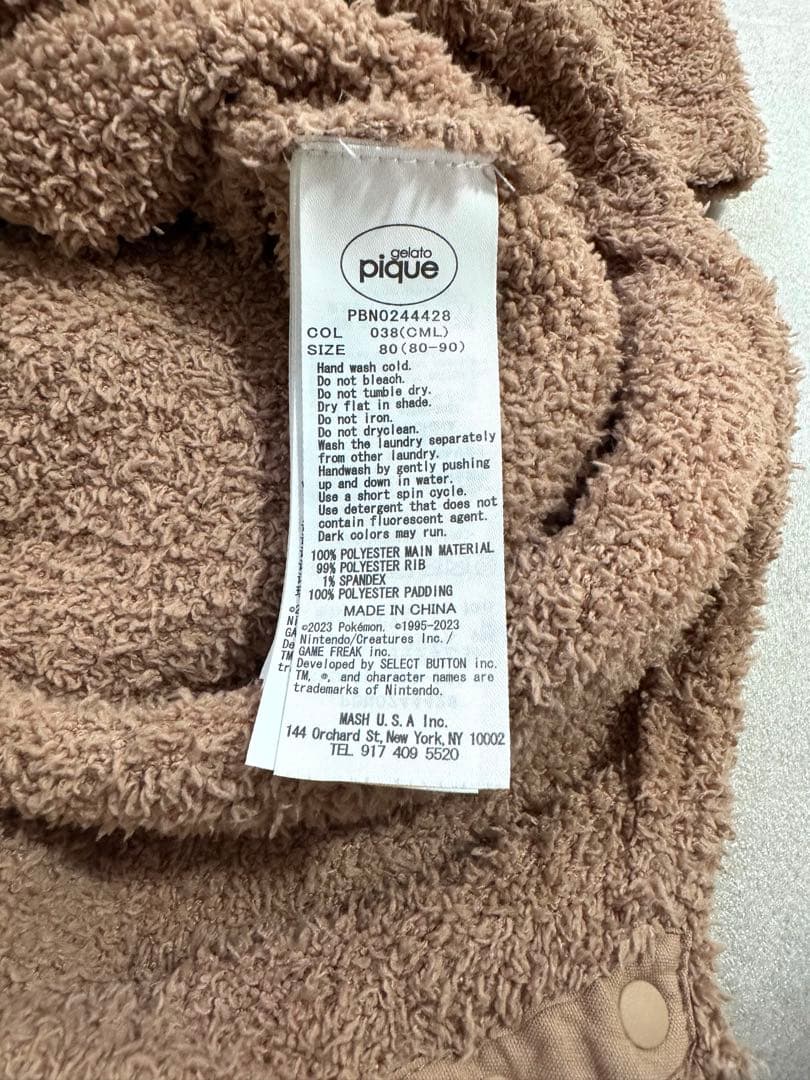 gelato
pique
PBNO244428
COL 038(CML)
SIZE 80(80-90)
Hand wash cold.
Do not bleach.
Do not tumble dry.
Dry flat in shade.
Do not iron.
Do not dryclean.
Wash the laundry separately
from other laundry.
Handwash by gently pushing
up and down in water.
Use a short spin cycle.
Use detergent that does not
contain fluorescent agent.
Dark colors may run.
100% POLYESTER MAIN MATERIAL
99% POLYESTER RIB
1% SPANDEX
100% POLYESTER PADDING
MADE IN CHINA
©2023 Pokémon. ©1995-2023
Nintendo/Creatures Inc./
GAME FREAK inc.
Developed by SELECT BUTTON inc.
TM, ®, and character names are
trademarks of Nintendo.
MASH U.S.A Inc.
144 Orchard St, New York, NY 10002
TEL 917 409 5520